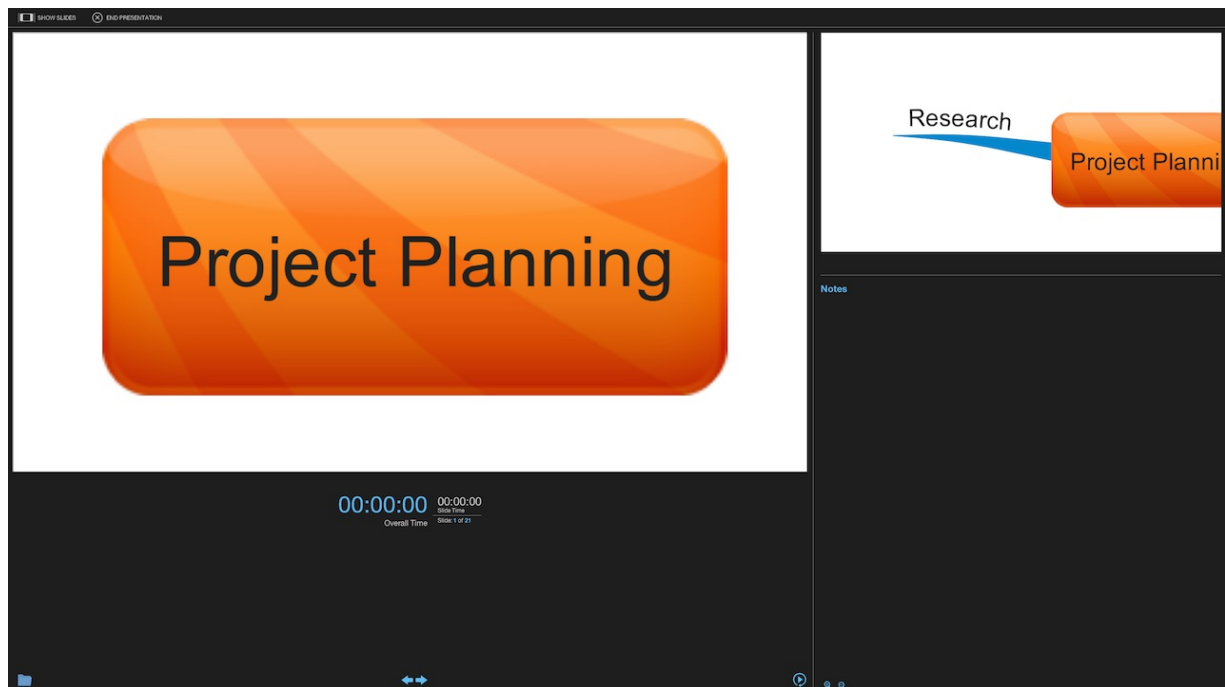 SHOW SLIDES
END PRESENTATION
Project Planning
00:00:00
Overall Time
00:00:00
Slide Time
Slide: 1 of 21
Research
Project Planni
Notes